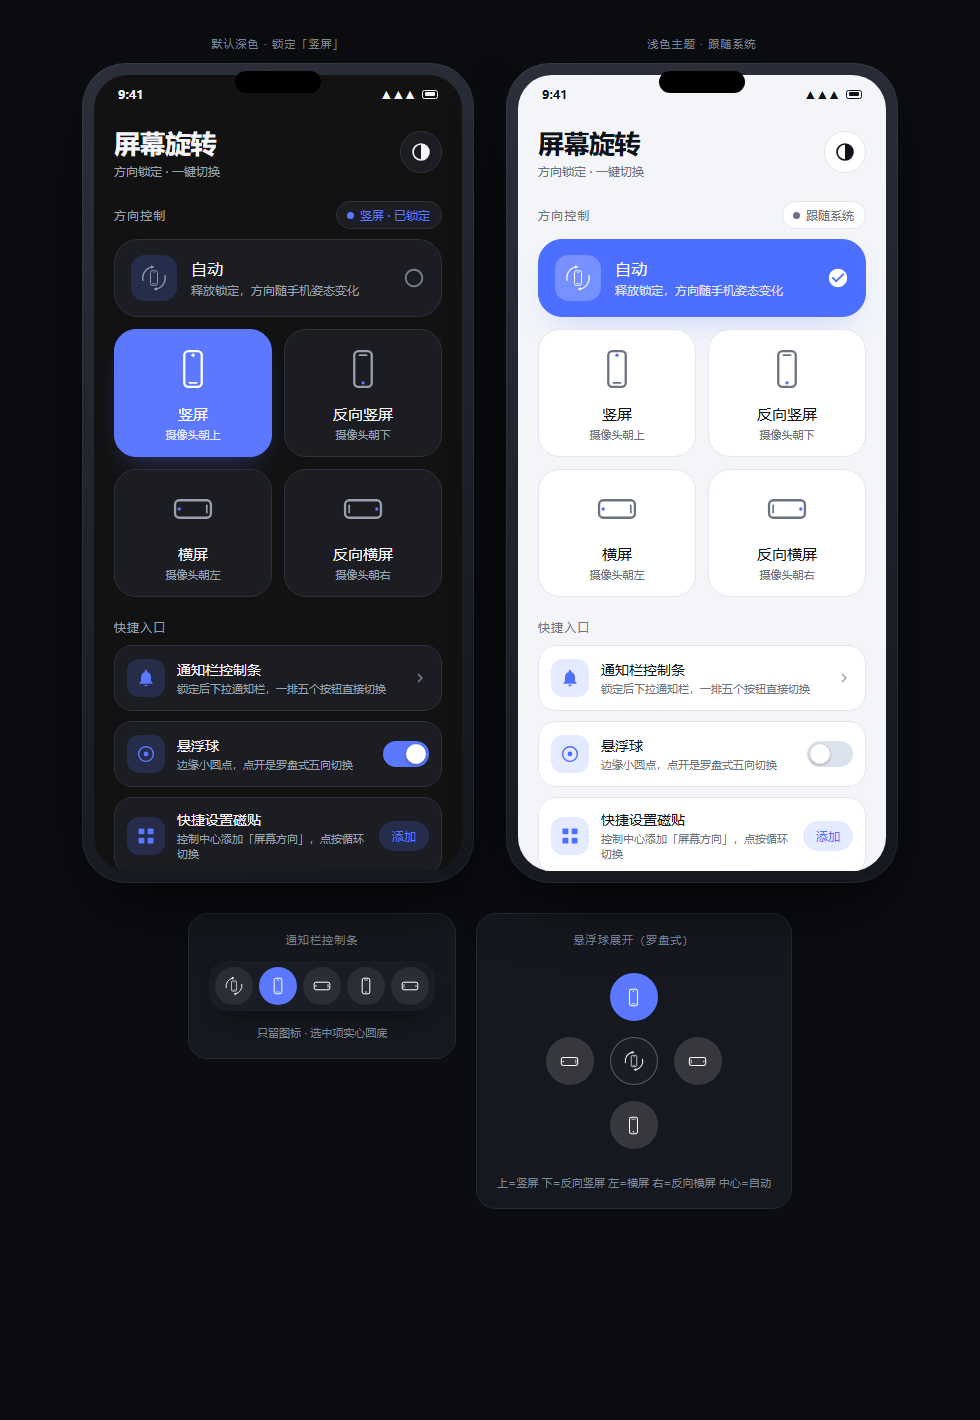 默认深色 · 锁定「竖屏」
9:41
屏幕旋转
方向锁定 · 一键切换
方向控制
竖屏 · 已锁定
自动
释放锁定，方向随手机姿态变化
竖屏
摄像头朝上
反向竖屏
摄像头朝下
横屏
摄像头朝左
反向横屏
摄像头朝右
快捷入口
通知栏控制条
锁定后下拉通知栏，一排五个按钮直接切换
悬浮球
边缘小圆点，点开是罗盘式五向切换
快捷设置磁贴
控制中心添加「屏幕方向」，点按循环
切换
添加
浅色主题 · 跟随系统
9:41
屏幕旋转
方向锁定 · 一键切换
方向控制
跟随系统
自动
释放锁定，方向随手机姿态变化
竖屏
摄像头朝上
反向竖屏
摄像头朝下
横屏
摄像头朝左
反向横屏
摄像头朝右
快捷入口
通知栏控制条
锁定后下拉通知栏，一排五个按钮直接切换
悬浮球
边缘小圆点，点开是罗盘式五向切换
快捷设置磁贴
控制中心添加「屏幕方向」，点按循环
切换
添加
通知栏控制条
只留图标 · 选中项实心圆底
悬浮球展开（罗盘式）
上=竖屏 下=反向竖屏 左=横屏 右=反向横屏 中心=自动